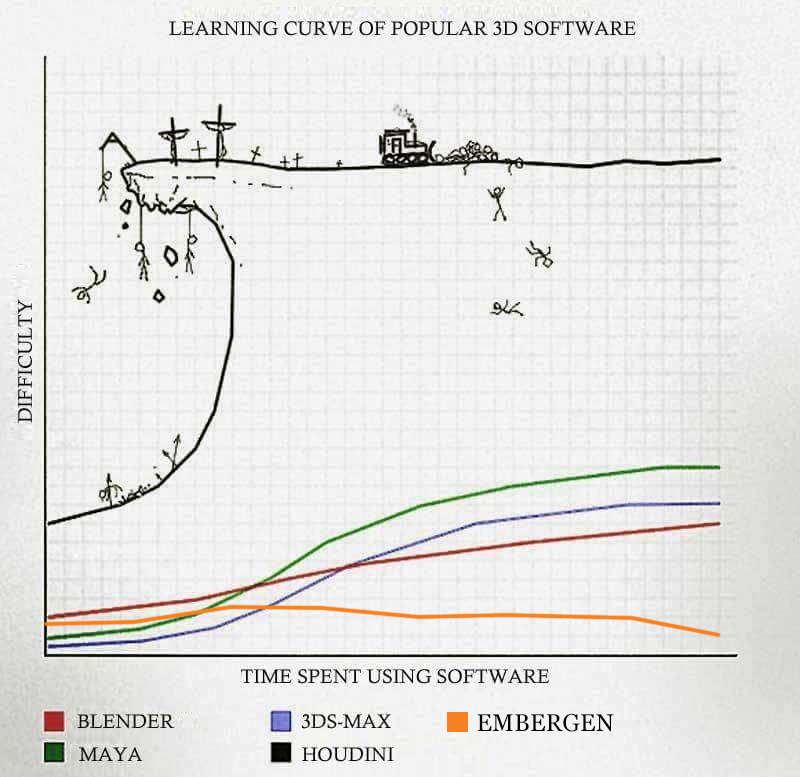 LEARNING CURVE OF POPULAR 3D SOFTWARE
DIFFICULTY
TIME SPENT USING SOFTWARE
BLENDER
3DS-MAX
EMBERGEN
MAYA
HOUDINI